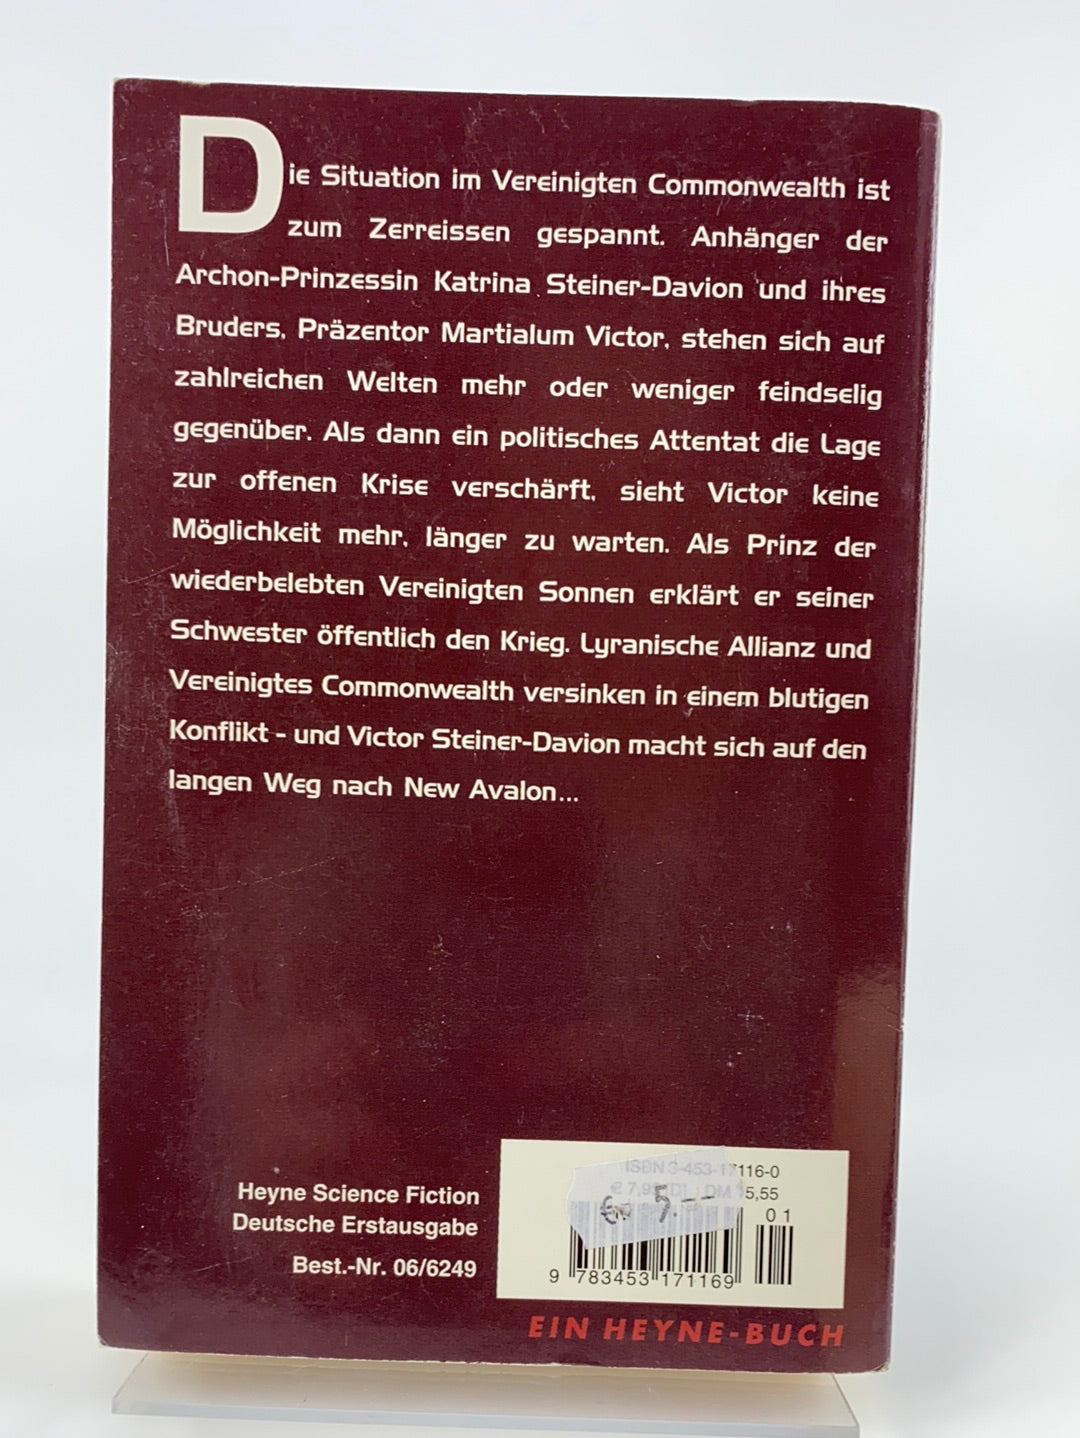 Die Situation im Vereinigten Commonwealth ist
zum Zerreissen gespannt. Anhänger der
Archon-Prinzessin Katrina Steiner-Davion und ihres
Bruders, Präzentor Martialum Victor, stehen sich auf
zahlreichen Welten mehr oder weniger feindselig
gegenüber. Als dann ein politisches Attentat die Lage
zur offenen Krise verschärft, sieht Victor keine
Möglichkeit mehr, länger zu warten. Als Prinz der
wiederbelebten Vereinigten Sonnen erklärt er seiner
Schwester öffentlich den Krieg. Lyranische Allianz und
Vereinigtes Commonwealth versinken in einem blutigen
Konflikt - und Victor Steiner-Davion macht sich auf den
langen Weg nach New Avalon...
Heyne Science Fiction
Deutsche Erstausgabe
Best.-Nr. 06/6249
ISBN 3-453-17116-0
DM 15,55
€ 5.--
01
9 783453 171169
EIN HEYNE-BUCH